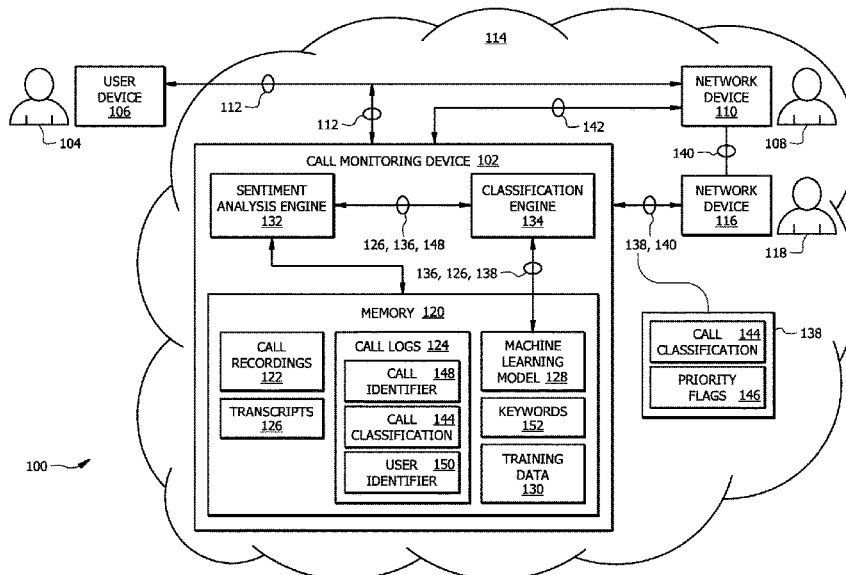 114
USER
DEVICE
106
104
112
112
142
NETWORK
DEVICE
110
108
140
CALL MONITORING DEVICE 102
SENTIMENT
ANALYSIS ENGINE
132
CLASSIFICATION
ENGINE
134
126, 136, 148
136, 126, 138
138, 140
NETWORK
DEVICE
116
118
MEMORY 120
CALL
RECORDINGS
122
TRANSCRIPTS
126
CALL LOGS 124
CALL 148
IDENTIFIER
CALL 144
CLASSIFICATION
USER 150
IDENTIFIER
MACHINE
LEARNING
MODEL 128
KEYWORDS
152
TRAINING
DATA
130
CALL 144
CLASSIFICATION
PRIORITY
FLAGS 146
138
100